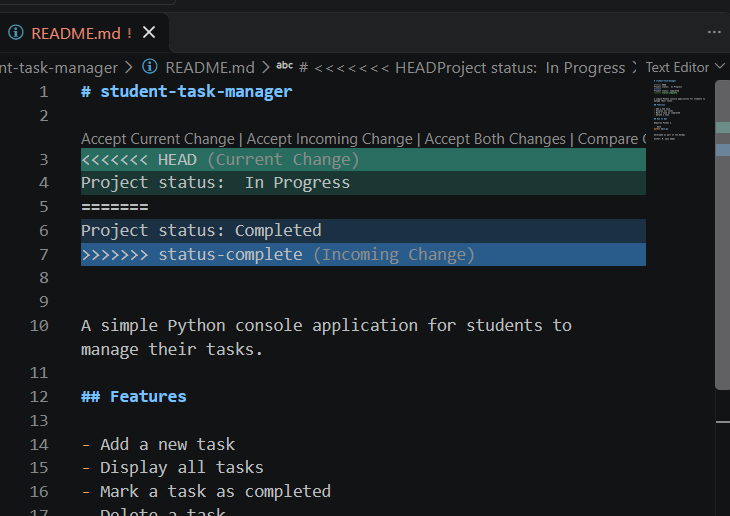 README.md !
nt-task-manager > README.md > abc # <<<<<<< HEADProject status:  In Progress > Text Editor
1 # student-task-manager
2
Accept Current Change | Accept Incoming Change | Accept Both Changes | Compare
3 <<<<<<< HEAD (Current Change)
4 Project status:  In Progress
5 =======
6 Project status: Completed
7 >>>>>>> status-complete (Incoming Change)
8
9
10 A simple Python console application for students to
manage their tasks.
11
12 ## Features
13
14 - Add a new task
15 - Display all tasks
16 - Mark a task as completed
17 - Delete a task